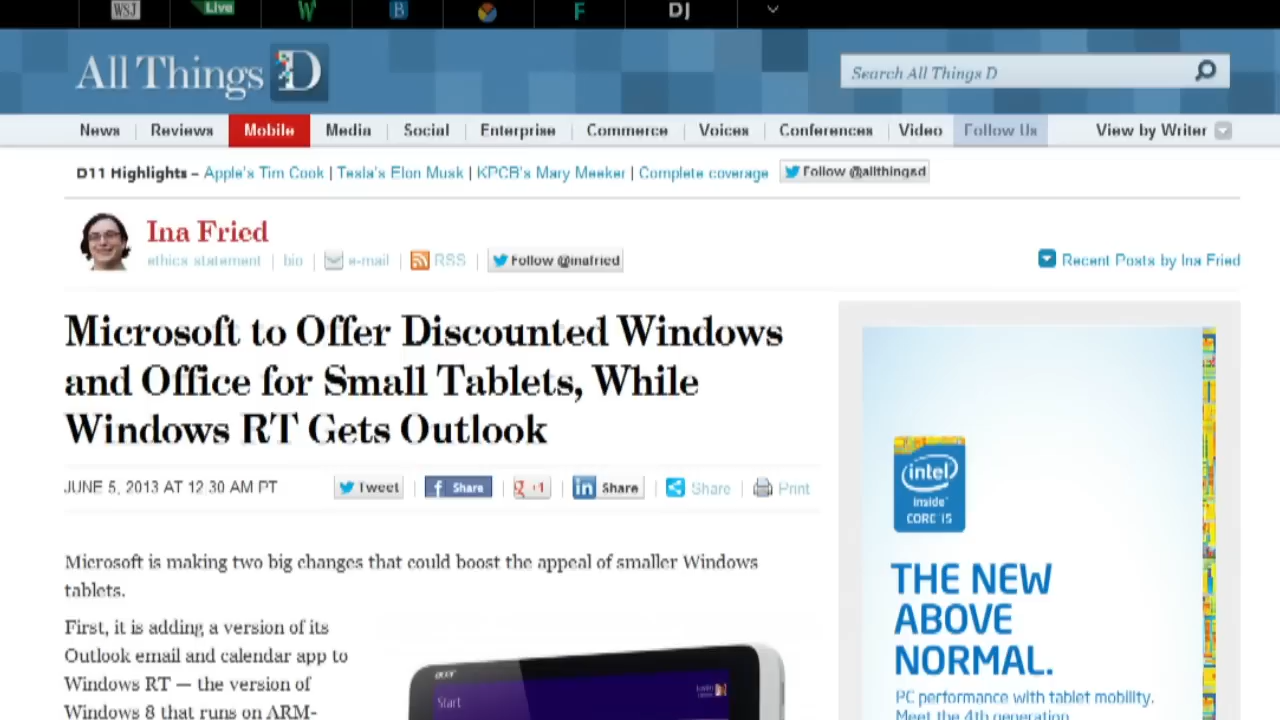 WSJ Live W B F DJ
All Things D
Search All Things D
News Reviews Mobile Media Social Enterprise Commerce Voices Conferences Video Follow Us View by Writer
D11 Highlights – Apple's Tim Cook | Tesla's Elon Musk | KPCB's Mary Meeker | Complete coverage Follow @allthingsd
Ina Fried
ethics statement | bio | e-mail | RSS | Follow @inafried
Recent Posts by Ina Fried
Microsoft to Offer Discounted Windows
and Office for Small Tablets, While
Windows RT Gets Outlook
JUNE 5, 2013 AT 12:30 AM PT
Tweet | f Share | g +1 | in Share | Share | Print
Microsoft is making two big changes that could boost the appeal of smaller Windows
tablets.
First, it is adding a version of its
Outlook email and calendar app to
Windows RT — the version of
Windows 8 that runs on ARM-
acer
Start
intel
inside
CORE i5
THE NEW
ABOVE
NORMAL.
PC performance with tablet mobility.
Meet the 4th generation